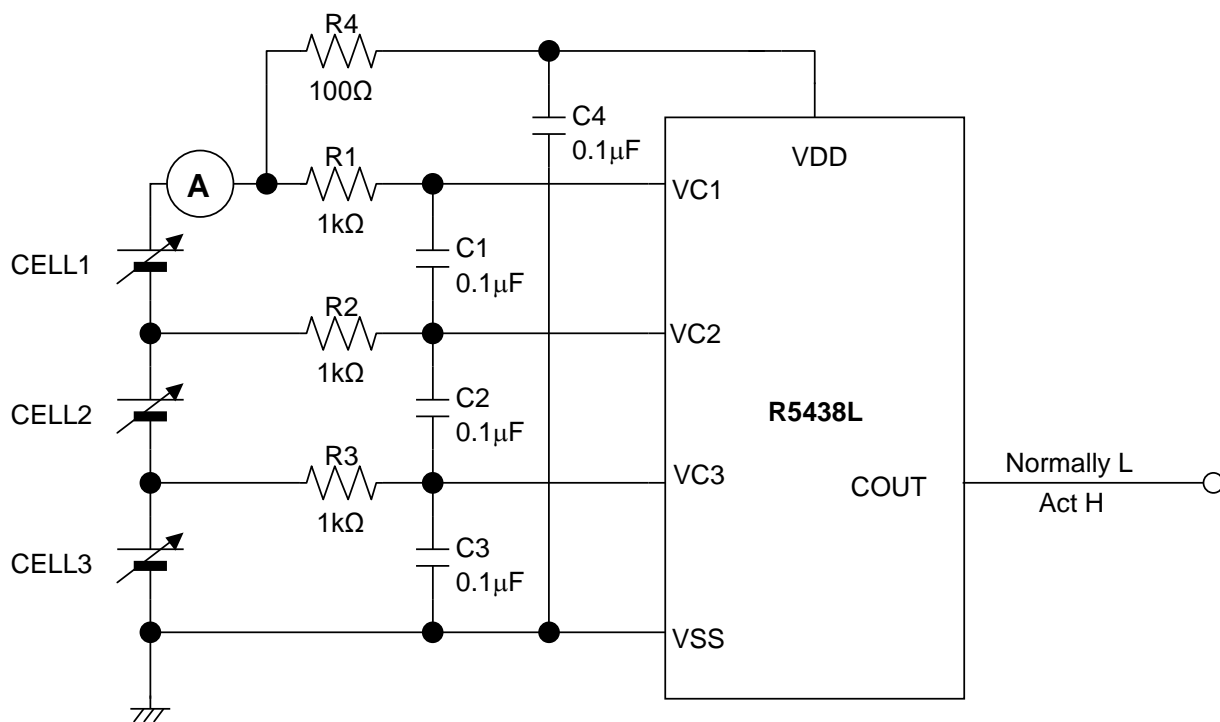 R4
100Ω
C4
0.1μF
VDD
A
R1
1kΩ
VC1
CELL1
C1
0.1μF
R2
1kΩ
VC2
CELL2
C2
0.1μF
R5438L
R3
1kΩ
VC3
COUT
Normally L
Act H
CELL3
C3
0.1μF
VSS